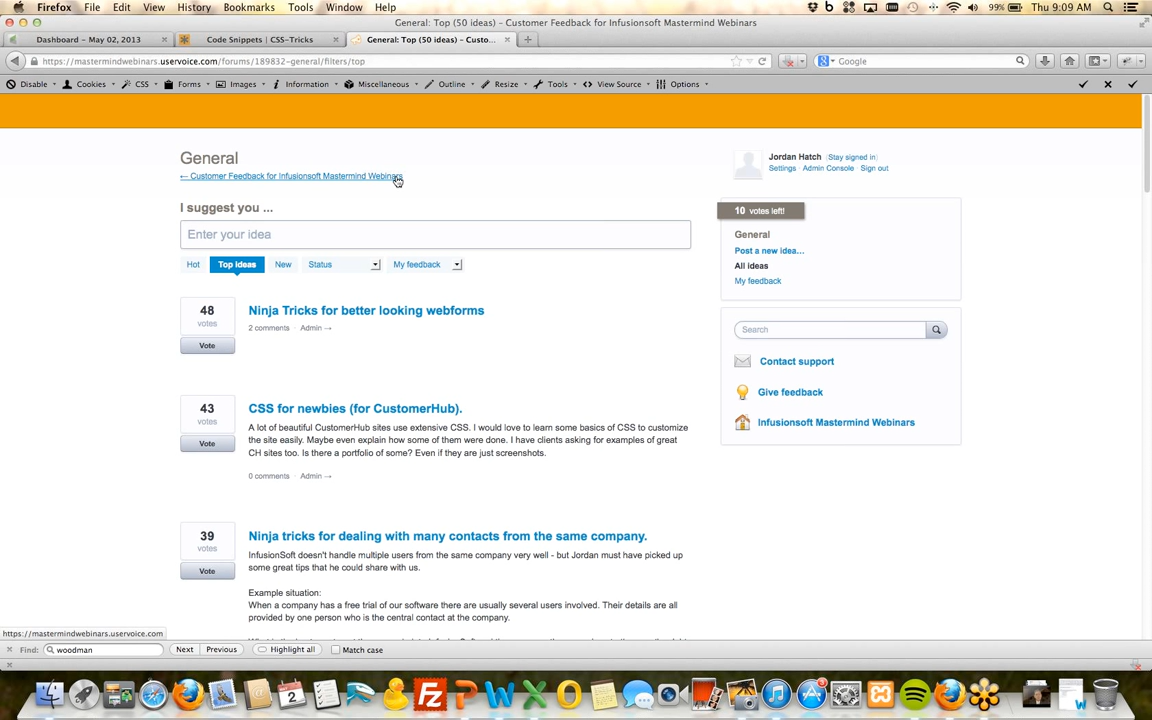 Firefox File Edit View History Bookmarks Tools Window Help 99% Thu 9:09 AM
General: Top (50 ideas) – Customer Feedback for Infusionsoft Mastermind Webinars
Dashboard – May 02, 2013 Code Snippets | CSS-Tricks General: Top (50 ideas) – Custo...
https://mastermindwebinars.uservoice.com/forums/189832-general/filters/top Google
Disable Cookies CSS Forms Images Information Miscellaneous Outline Resize Tools View Source Options
General
← Customer Feedback for Infusionsoft Mastermind Webinars
Jordan Hatch (Stay signed in)
Settings · Admin Console · Sign out
I suggest you ...
Enter your idea
Hot Top ideas New Status My feedback
10 votes left!
General
Post a new idea...
All ideas
My feedback
Search
Contact support
Give feedback
Infusionsoft Mastermind Webinars
48
votes
Vote
Ninja Tricks for better looking webforms
2 comments · Admin →
43
votes
Vote
CSS for newbies (for CustomerHub).
A lot of beautiful CustomerHub sites use extensive CSS. I would love to learn some basics of CSS to customize
the site easily. Maybe even explain how some of them were done. I have clients asking for examples of great
CH sites too. Is there a portfolio of some? Even if they are just screenshots.
0 comments · Admin →
39
votes
Vote
Ninja tricks for dealing with many contacts from the same company.
InfusionSoft doesn't handle multiple users from the same company very well - but Jordan must have picked up
some great tips that he could share with us.
Example situation:
When a company has a free trial of our software there are usually several users involved. Their details are all
provided by one person who is the central contact at the company.
https://mastermindwebinars.uservoice.com
Find: woodman Next Previous Highlight all Match case